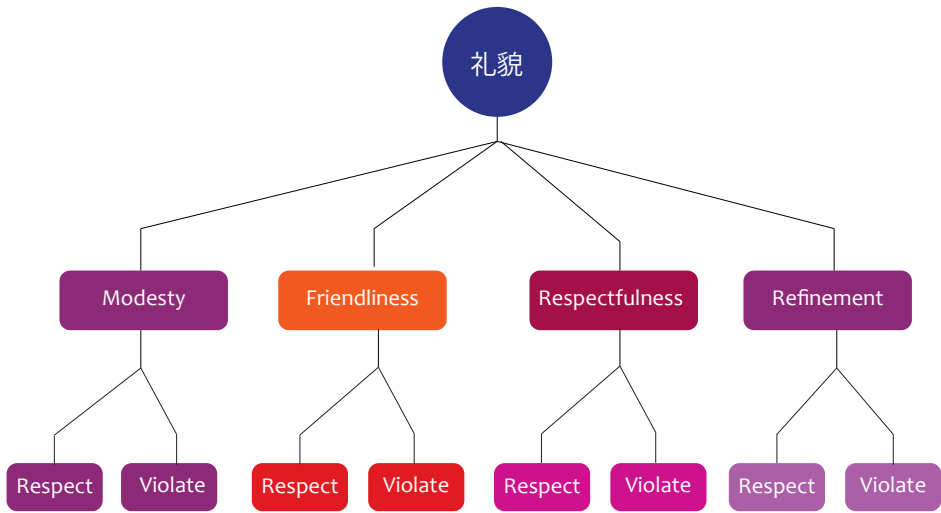 礼貌
Modesty
Friendliness
Respectfulness
Refinement
Respect
Violate
Respect
Violate
Respect
Violate
Respect
Violate